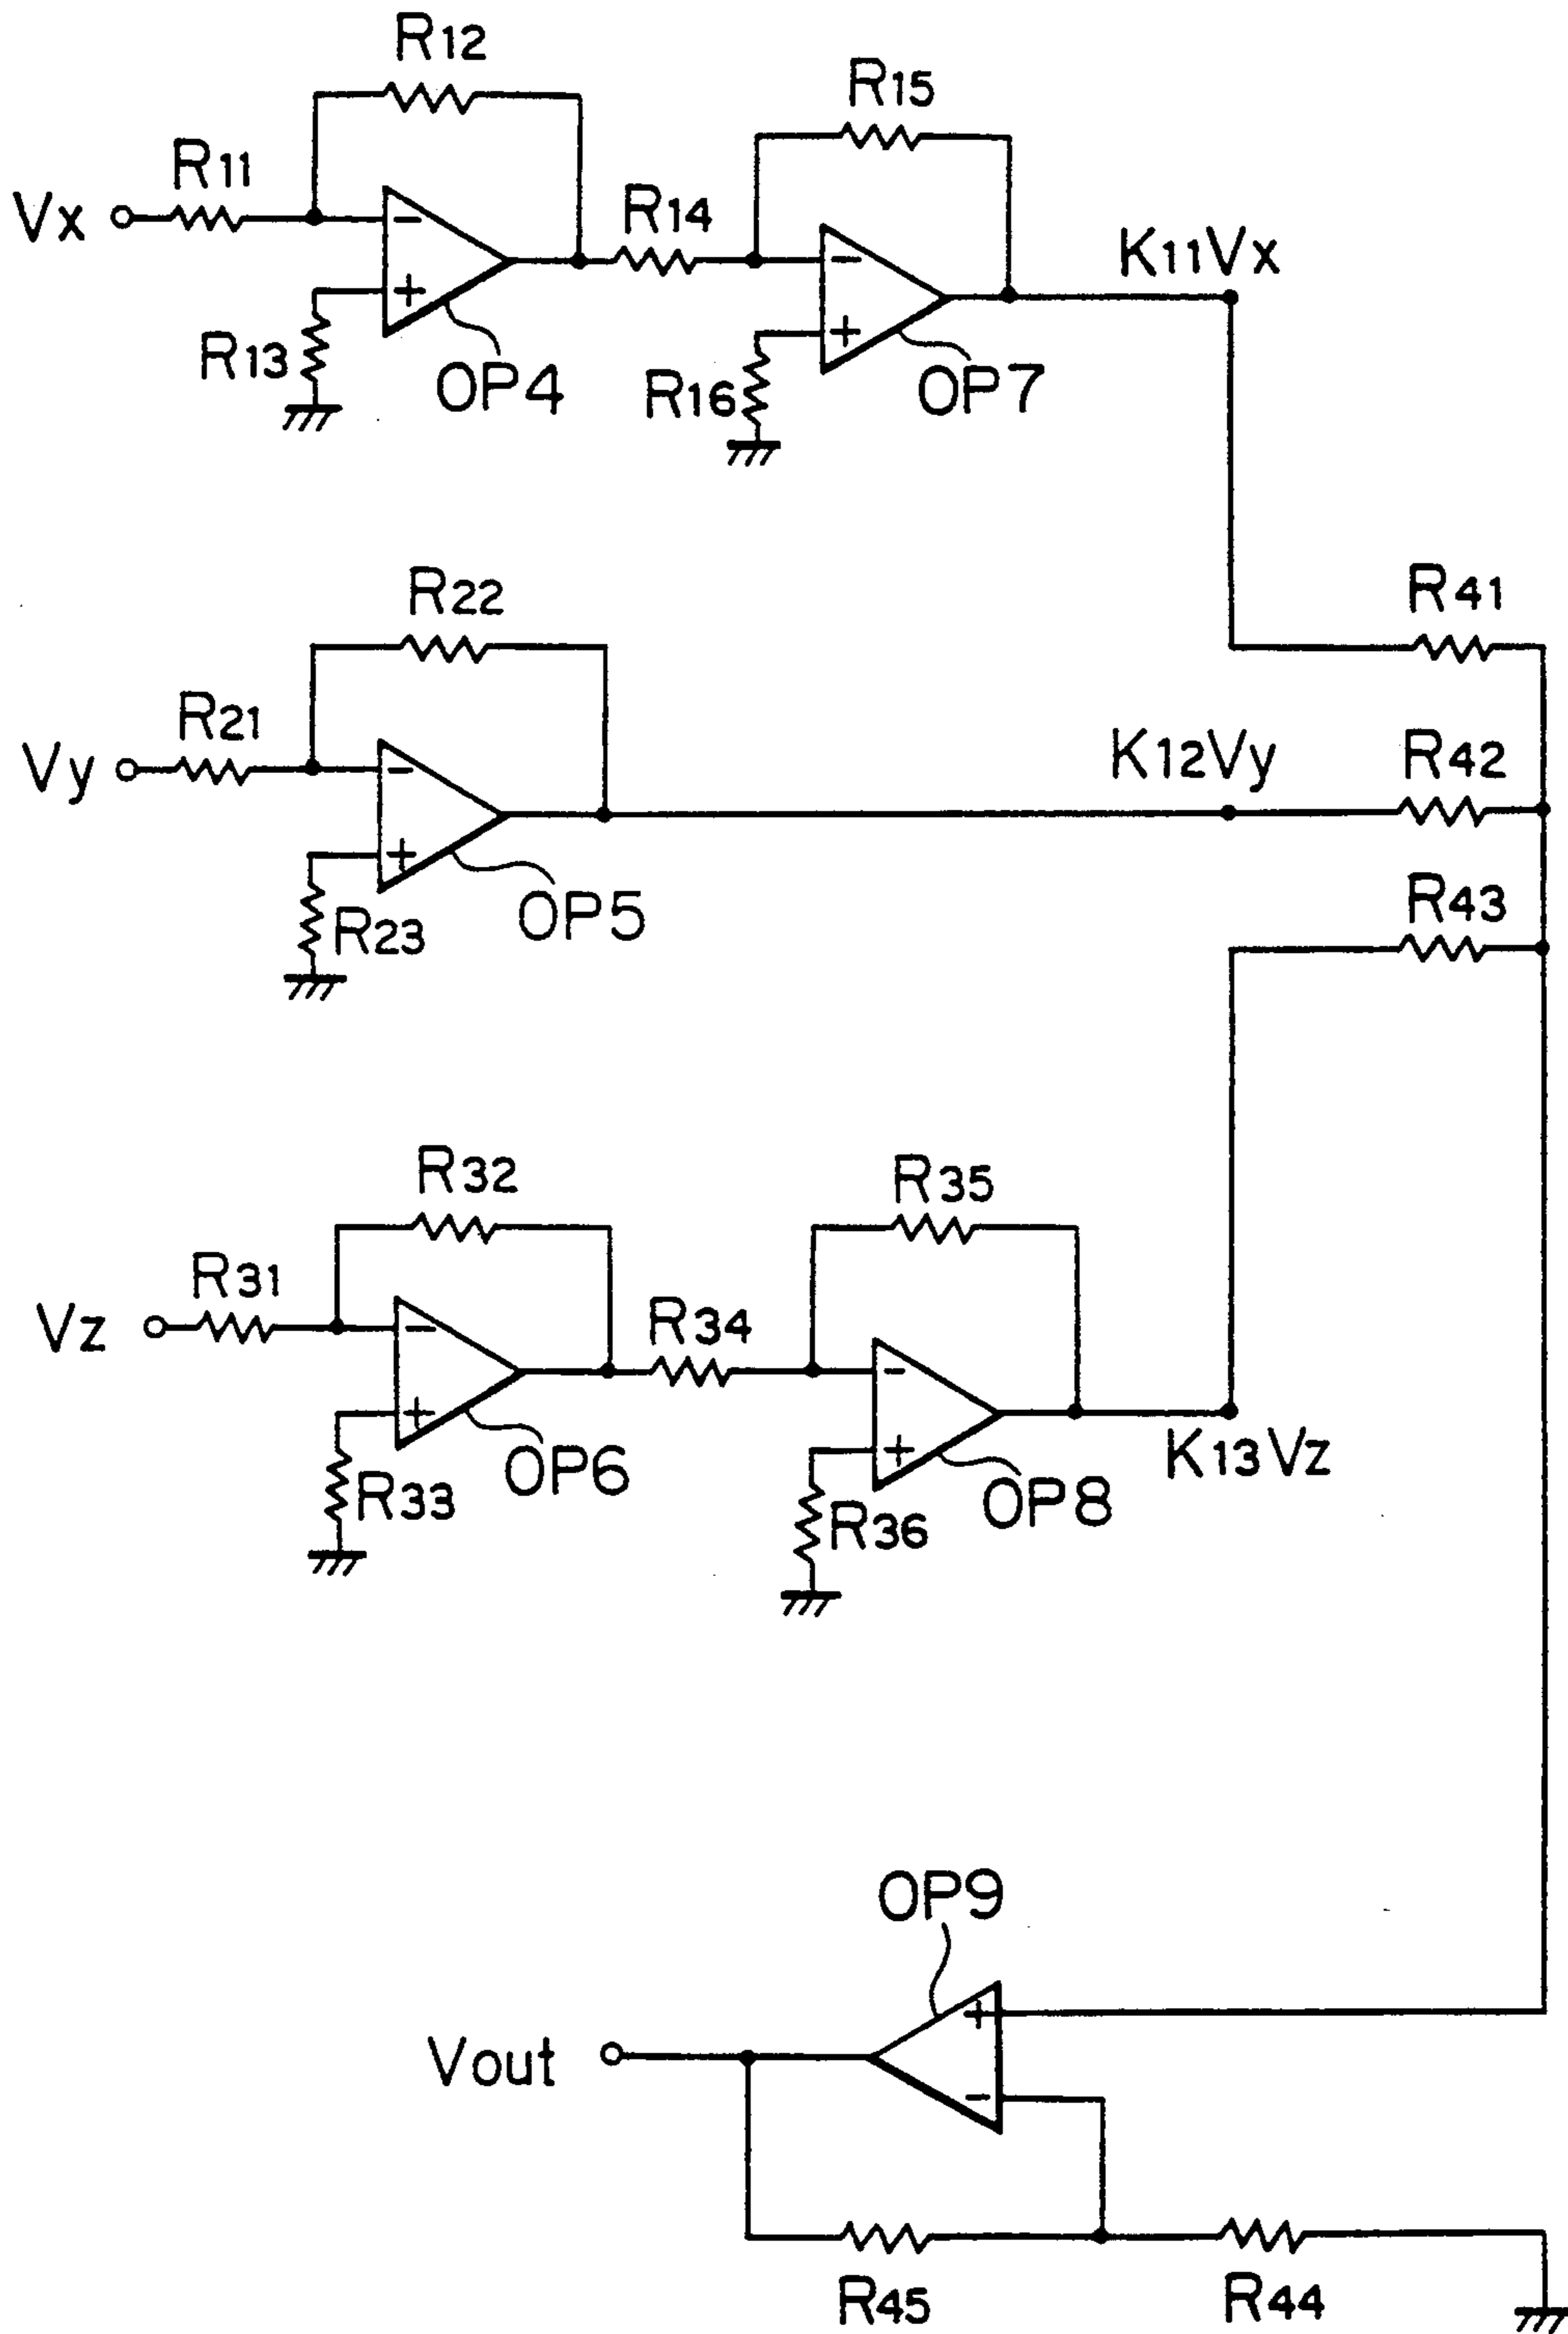 R12
R15
R11
Vx
R14
K11Vx
R13
OP4
R16
OP7
R41
R22
R21
Vy
K12Vy
R42
R23
OP5
R43
R32
R35
R31
Vz
R34
R33
OP6
K13Vz
R36
OP8
OP9
Vout
R45
R44